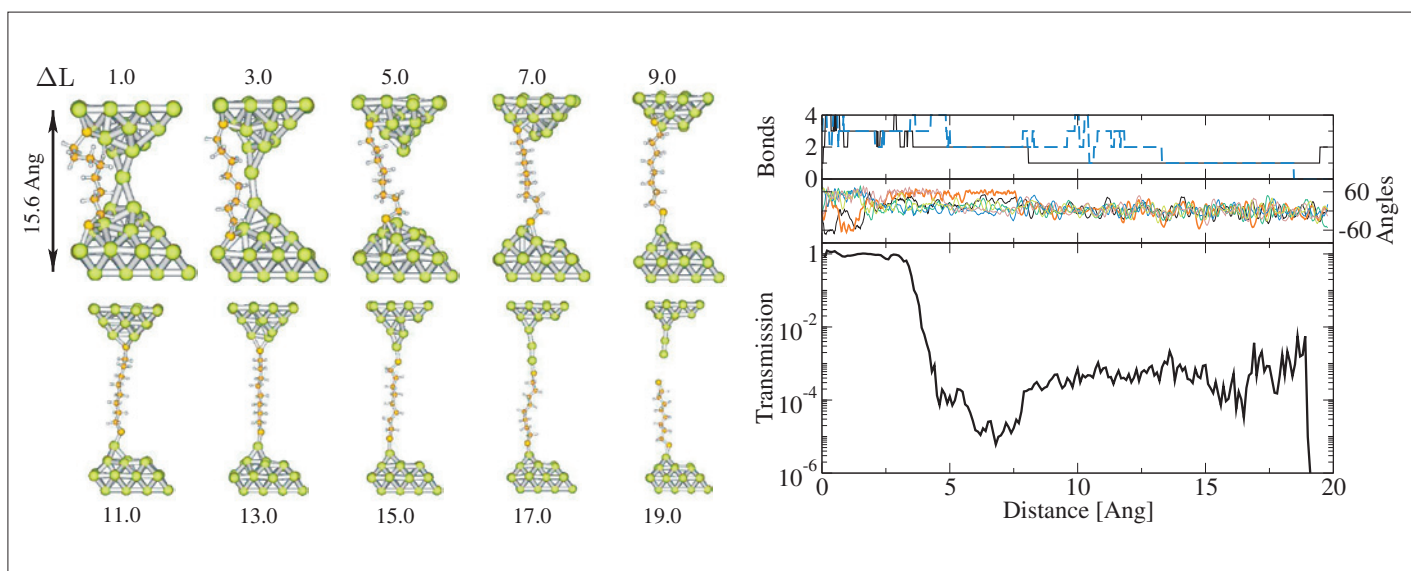 ΔL 1.0 3.0 5.0 7.0 9.0
15.6 Ang
11.0 13.0 15.0 17.0 19.0
4
2
0
Bonds
60
-60
Angles
1
10⁻²
10⁻⁴
10⁻⁶
Transmission
0 5 10 15 20
Distance [Ang]